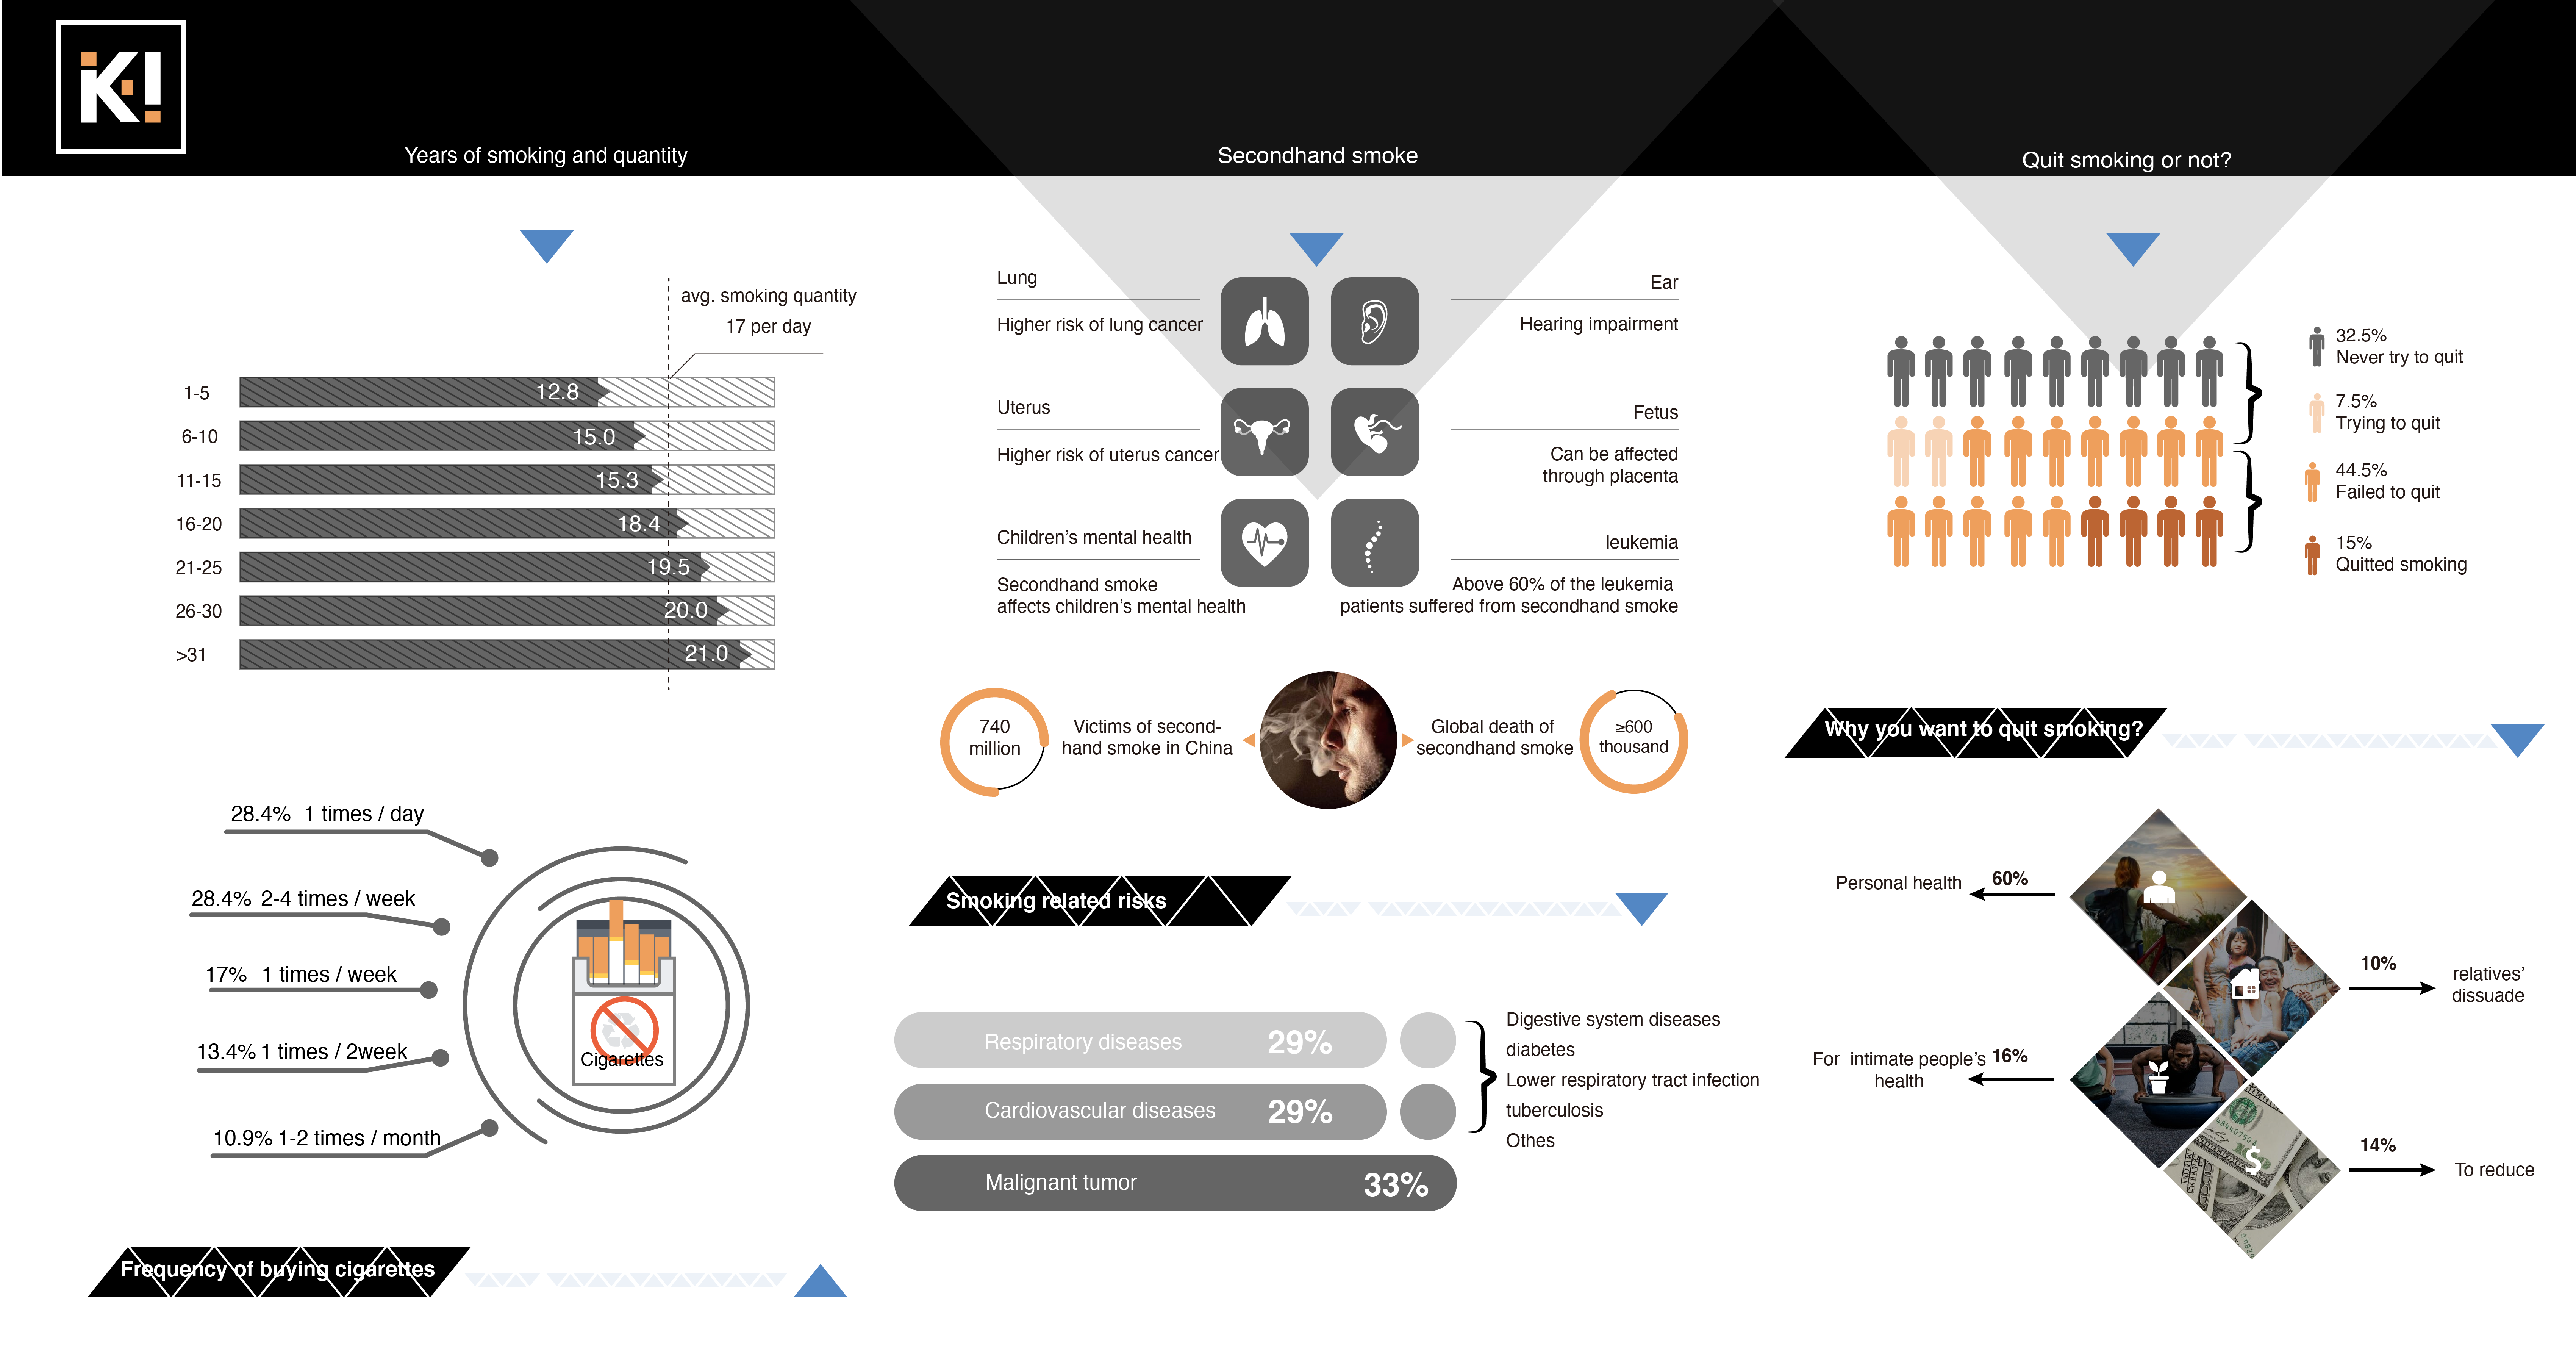 K!
Years of smoking and quantity
avg. smoking quantity
17 per day
1-5
12.8
6-10
15.0
11-15
15.3
16-20
18.4
21-25
19.5
26-30
20.0
>31
21.0
28.4% 1 times / day
28.4% 2-4 times / week
17% 1 times / week
13.4% 1 times / 2week
10.9% 1-2 times / month
Cigarettes
Frequency of buying cigarettes
Secondhand smoke
Lung
Higher risk of lung cancer
Ear
Hearing impairment
Uterus
Higher risk of uterus cancer
Fetus
Can be affected
through placenta
Children’s mental health
Secondhand smoke
affects children’s mental health
leukemia
Above 60% of the leukemia
patients suffered from secondhand smoke
740
million
Victims of second-
hand smoke in China
Global death of
secondhand smoke
≥600
thousand
Smoking related risks
Respiratory diseases 29%
Cardiovascular diseases 29%
Malignant tumor 33%
Digestive system diseases
diabetes
Lower respiratory tract infection
tuberculosis
Othes
Quit smoking or not?
32.5%
Never try to quit
7.5%
Trying to quit
44.5%
Failed to quit
15%
Quitted smoking
Why you want to quit smoking?
Personal health
60%
10%
relatives’
dissuade
For intimate people’s
health
16%
14%
To reduce
$